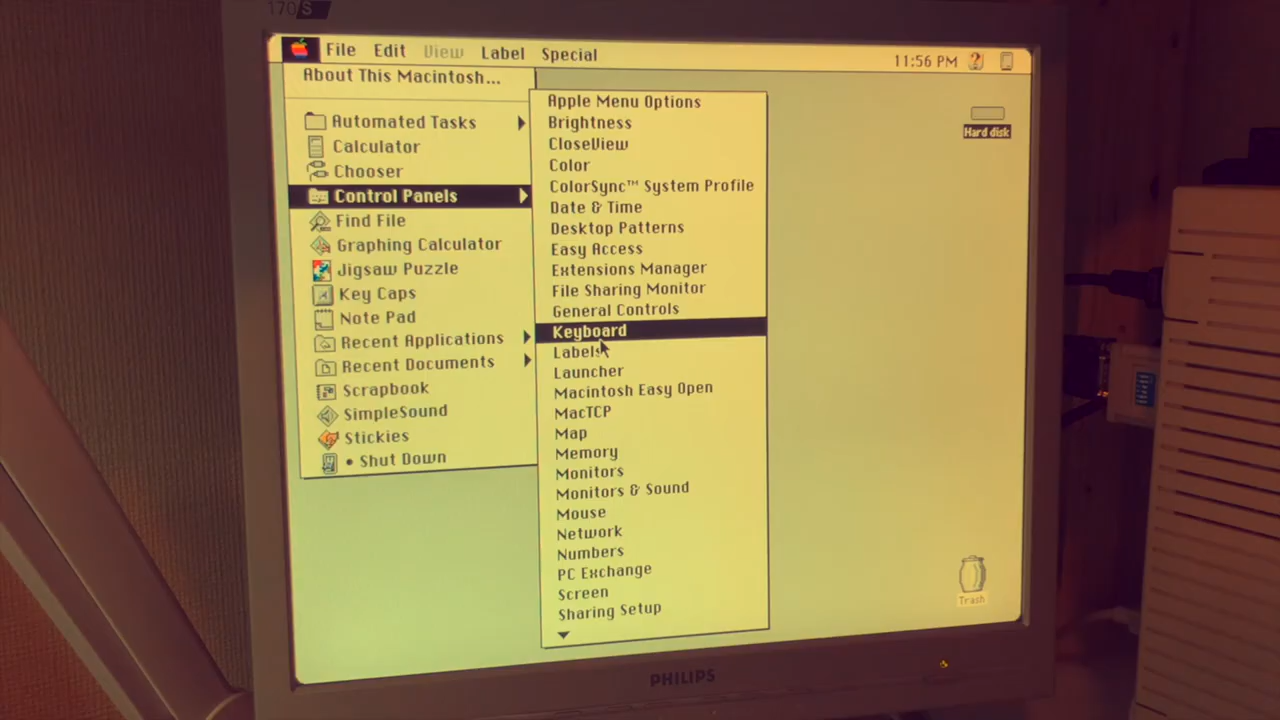 170S
File Edit View Label Special 11:56 PM
About This Macintosh...
Automated Tasks
Calculator
Chooser
Control Panels
Find File
Graphing Calculator
Jigsaw Puzzle
Key Caps
Note Pad
Recent Applications
Recent Documents
Scrapbook
SimpleSound
Stickies
• Shut Down
Apple Menu Options
Brightness
CloseView
Color
ColorSync™ System Profile
Date & Time
Desktop Patterns
Easy Access
Extensions Manager
File Sharing Monitor
General Controls
Keyboard
Labels
Launcher
Macintosh Easy Open
MacTCP
Map
Memory
Monitors
Monitors & Sound
Mouse
Network
Numbers
PC Exchange
Screen
Sharing Setup
Hard disk
Trash
PHILIPS